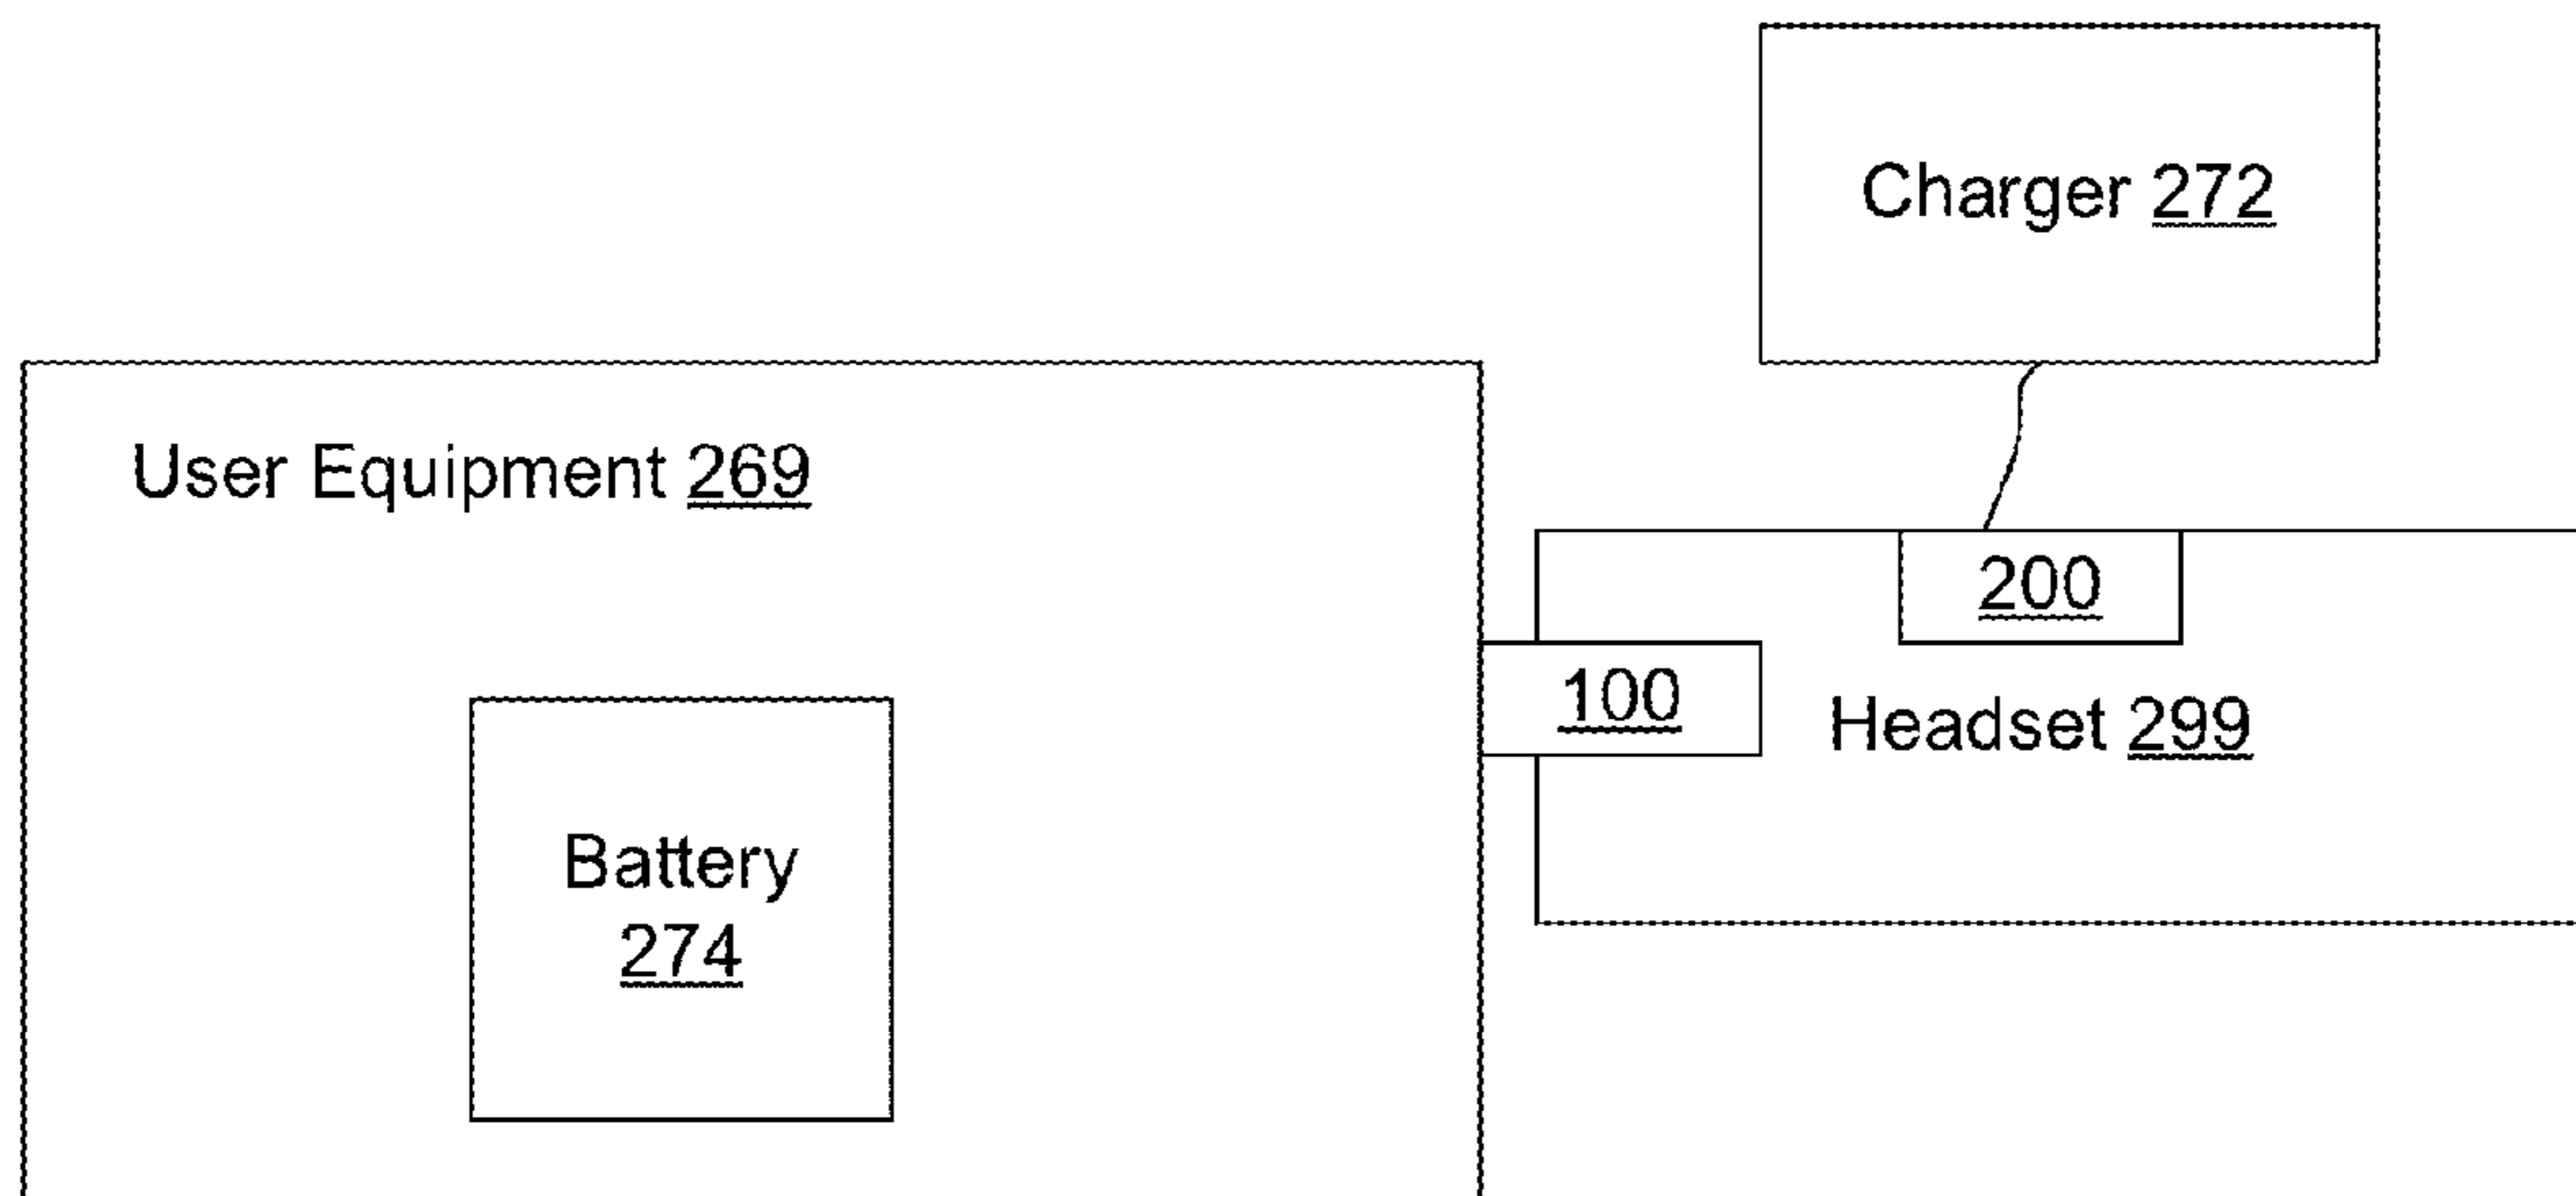 Charger 272
User Equipment 269
200
100
Headset 299
Battery
274